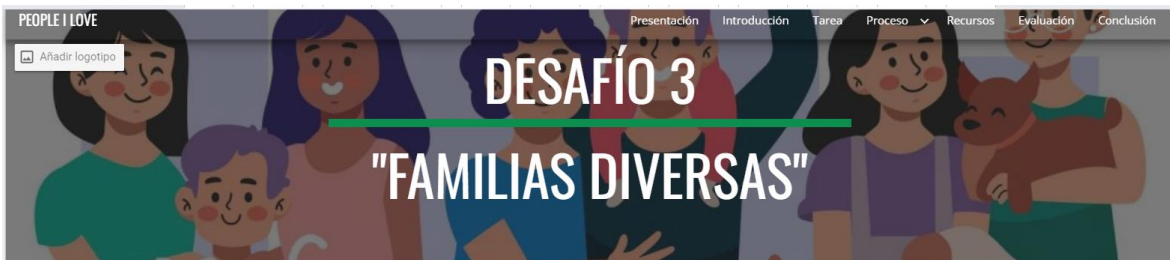 PEOPLE I LOVE
Presentación Introducción Tarea Proceso Recursos Evaluación Conclusión
Añadir logotipo
DESAFÍO 3
"FAMILIAS DIVERSAS"